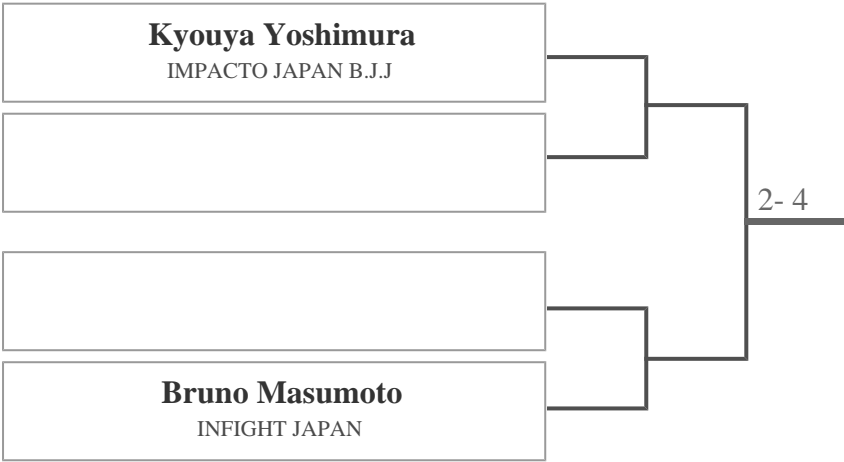 Kyouya Yoshimura
IMPACTO JAPAN B.J.J
2- 4
Bruno Masumoto
INFIGHT JAPAN